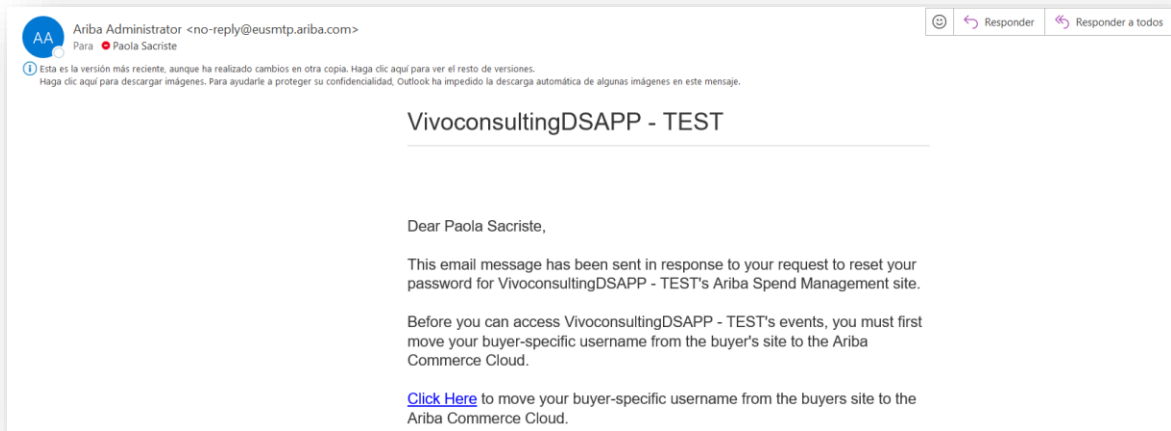 AA
Ariba Administrator <no-reply@eusmtp.ariba.com>
Para Paola Sacriste
Responder
Responder a todos
Esta es la versión más reciente, aunque ha realizado cambios en otra copia. Haga clic aquí para ver el resto de versiones.
Haga clic aquí para descargar imágenes. Para ayudarle a proteger su confidencialidad, Outlook ha impedido la descarga automática de algunas imágenes en este mensaje.
VivoconsultingDSAPP - TEST
Dear Paola Sacriste,
This email message has been sent in response to your request to reset your
password for VivoconsultingDSAPP - TEST's Ariba Spend Management site.
Before you can access VivoconsultingDSAPP - TEST's events, you must first
move your buyer-specific username from the buyer's site to the Ariba
Commerce Cloud.
Click Here to move your buyer-specific username from the buyers site to the
Ariba Commerce Cloud.